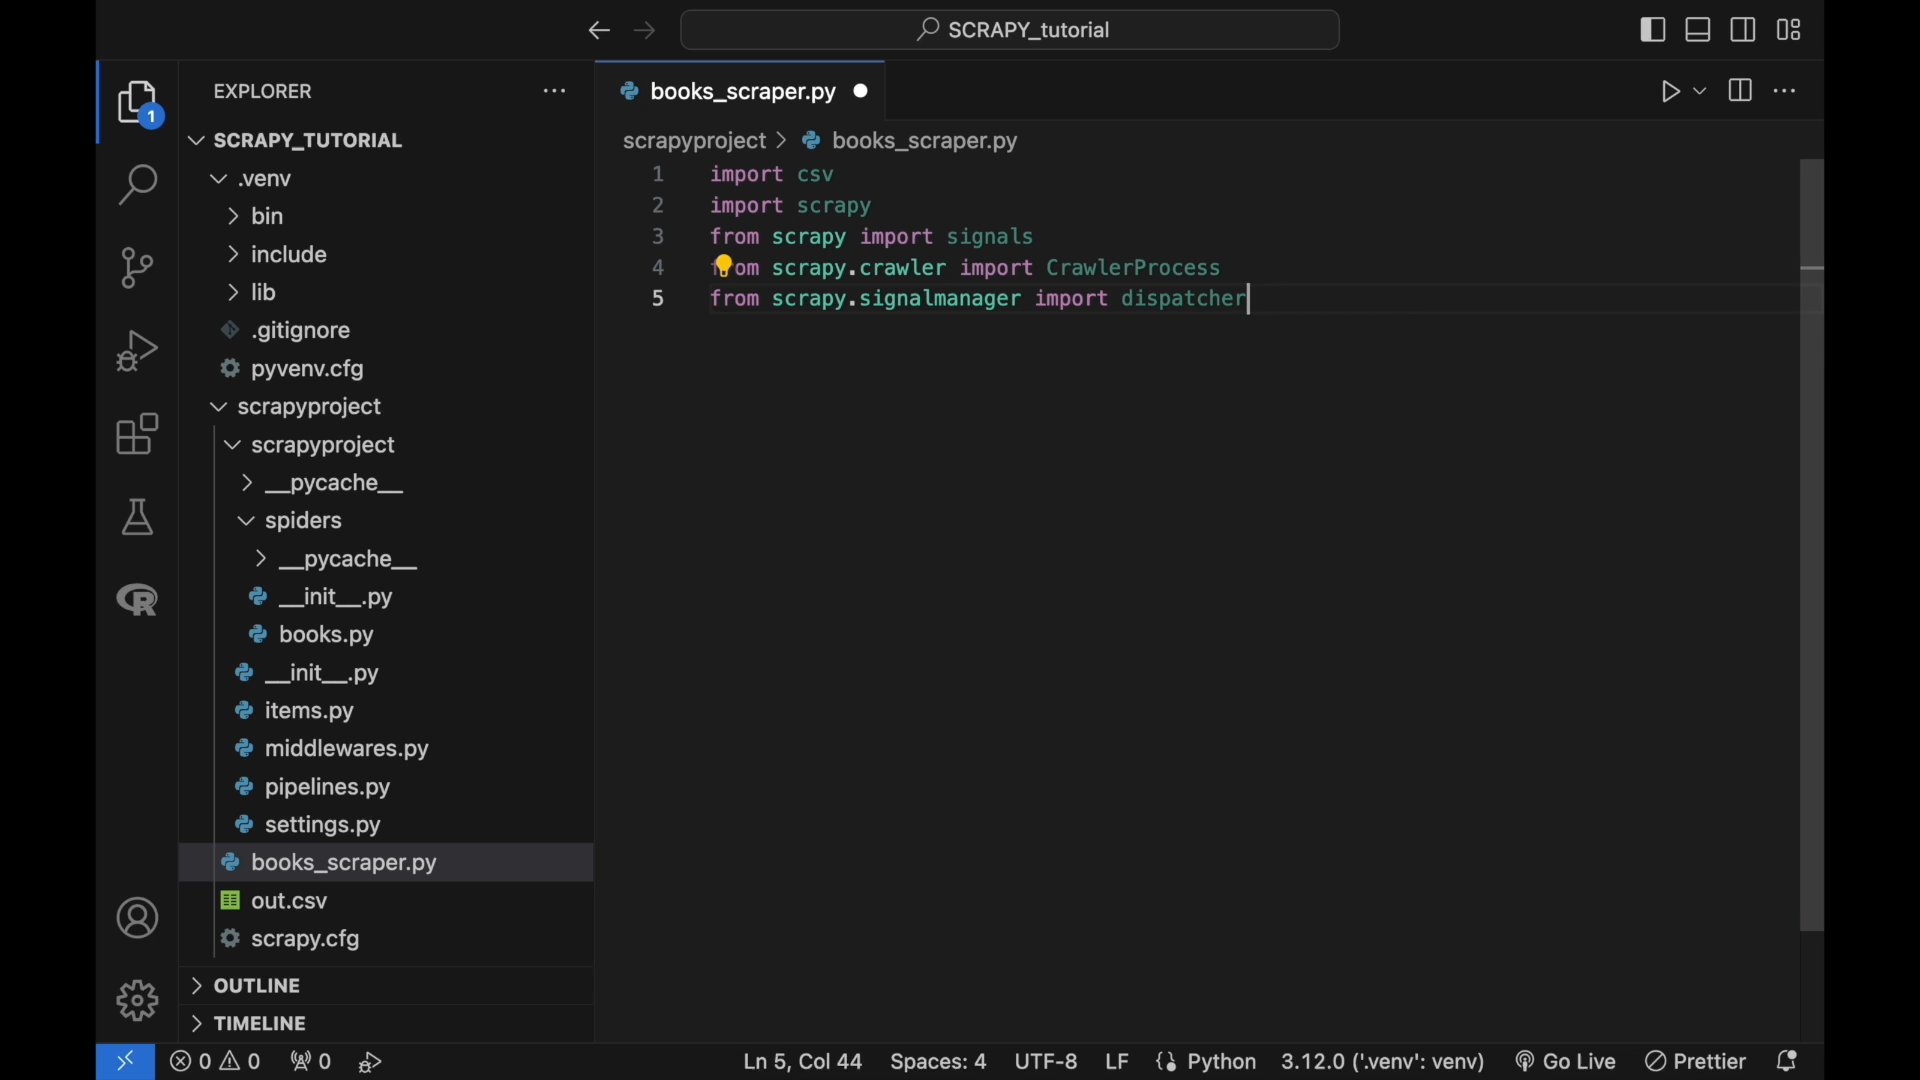 SCRAPY_tutorial
EXPLORER
1
SCRAPY_TUTORIAL
.venv
bin
include
lib
.gitignore
pyvenv.cfg
scrapyproject
scrapyproject
__pycache__
spiders
__pycache__
__init__.py
books.py
__init__.py
items.py
middlewares.py
pipelines.py
settings.py
books_scraper.py
out.csv
scrapy.cfg
OUTLINE
TIMELINE
books_scraper.py
scrapyproject > books_scraper.py
1 import csv
2 import scrapy
3 from scrapy import signals
4 from scrapy.crawler import CrawlerProcess
5 from scrapy.signalmanager import dispatcher
0 0 0 Ln 5, Col 44 Spaces: 4 UTF-8 LF Python 3.12.0 ('.venv': venv) Go Live Prettier